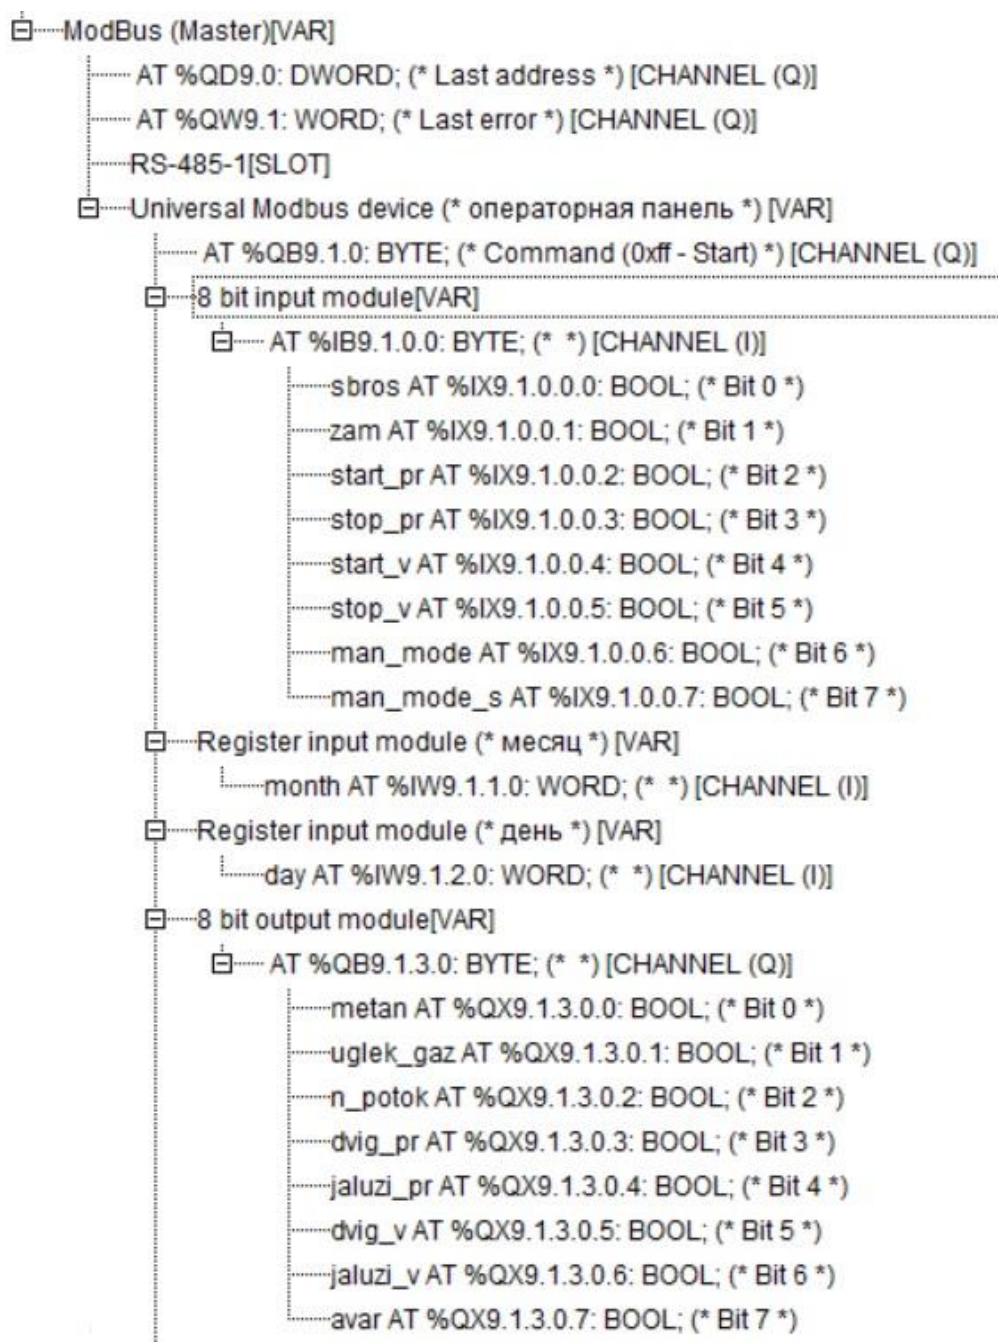 ModBus (Master)[VAR]
AT %QD9.0: DWORD; (* Last address *) [CHANNEL (Q)]
AT %QW9.1: WORD; (* Last error *) [CHANNEL (Q)]
RS-485-1[SLOT]
Universal Modbus device (* операторная панель *) [VAR]
AT %QB9.1.0: BYTE; (* Command (0xff - Start) *) [CHANNEL (Q)]
8 bit input module[VAR]
AT %IB9.1.0.0: BYTE; (*  *) [CHANNEL (I)]
sbros AT %IX9.1.0.0.0: BOOL; (* Bit 0 *)
zam AT %IX9.1.0.0.1: BOOL; (* Bit 1 *)
start_pr AT %IX9.1.0.0.2: BOOL; (* Bit 2 *)
stop_pr AT %IX9.1.0.0.3: BOOL; (* Bit 3 *)
start_v AT %IX9.1.0.0.4: BOOL; (* Bit 4 *)
stop_v AT %IX9.1.0.0.5: BOOL; (* Bit 5 *)
man_mode AT %IX9.1.0.0.6: BOOL; (* Bit 6 *)
man_mode_s AT %IX9.1.0.0.7: BOOL; (* Bit 7 *)
Register input module (* месяц *) [VAR]
month AT %IW9.1.1.0: WORD; (*  *) [CHANNEL (I)]
Register input module (* день *) [VAR]
day AT %IW9.1.2.0: WORD; (*  *) [CHANNEL (I)]
8 bit output module[VAR]
AT %QB9.1.3.0: BYTE; (*  *) [CHANNEL (Q)]
metan AT %QX9.1.3.0.0: BOOL; (* Bit 0 *)
uglek_gaz AT %QX9.1.3.0.1: BOOL; (* Bit 1 *)
n_potok AT %QX9.1.3.0.2: BOOL; (* Bit 2 *)
dvig_pr AT %QX9.1.3.0.3: BOOL; (* Bit 3 *)
jaluzi_pr AT %QX9.1.3.0.4: BOOL; (* Bit 4 *)
dvig_v AT %QX9.1.3.0.5: BOOL; (* Bit 5 *)
jaluzi_v AT %QX9.1.3.0.6: BOOL; (* Bit 6 *)
avar AT %QX9.1.3.0.7: BOOL; (* Bit 7 *)